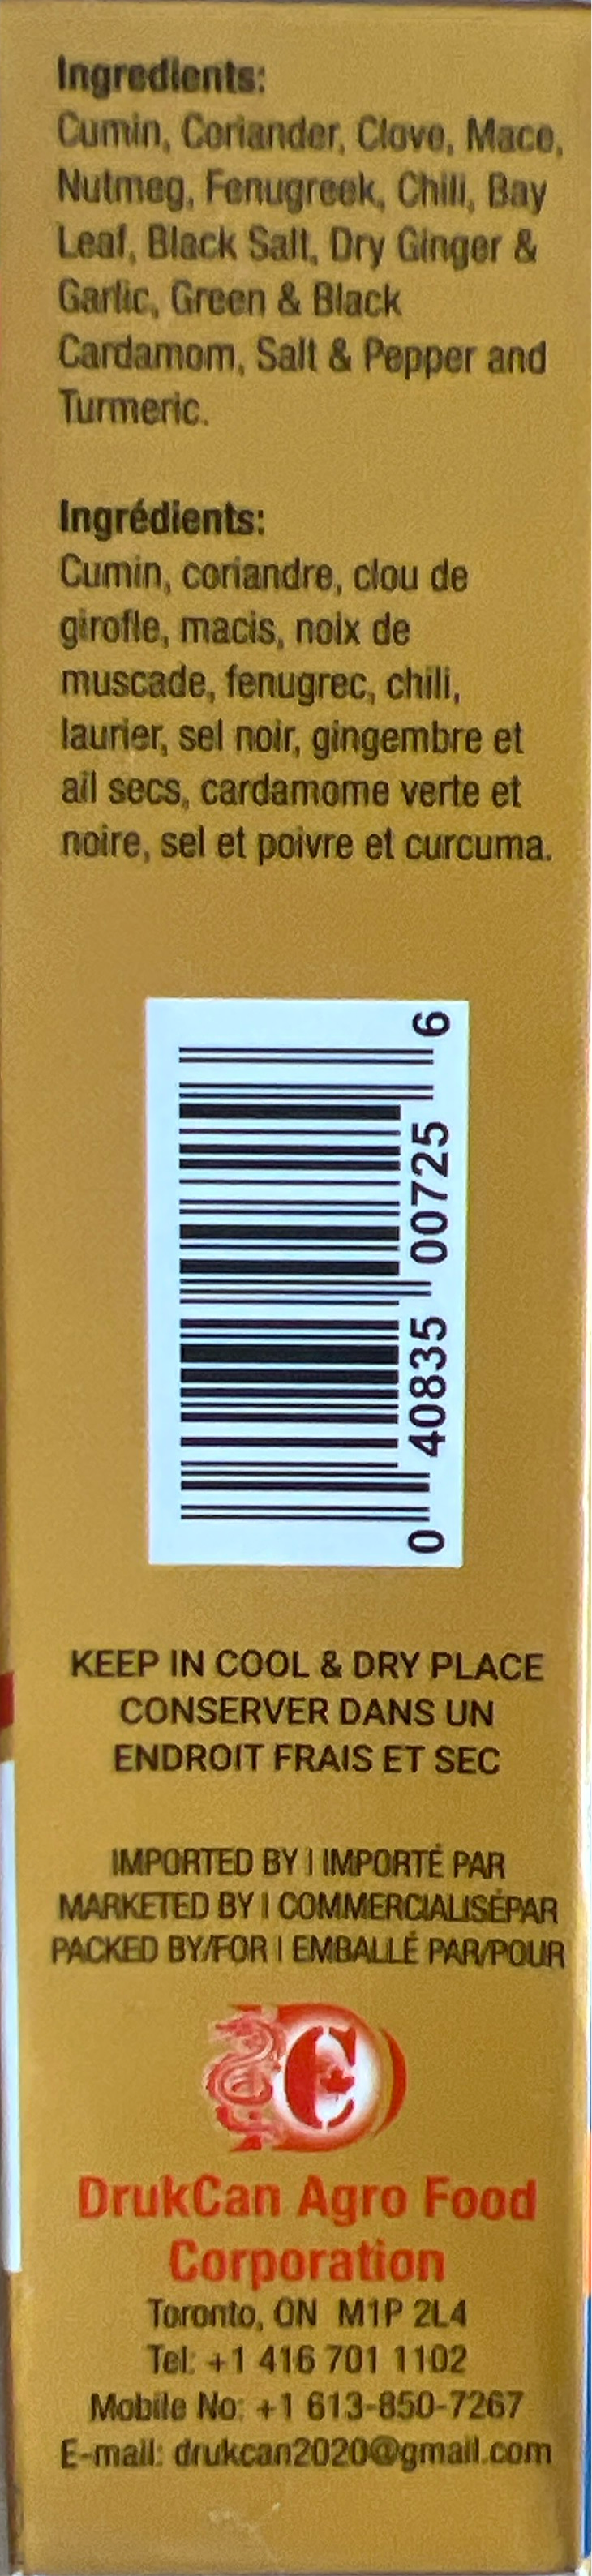 Ingredients:
Cumin, Coriander, Clove, Mace,
Nutmeg, Fenugreek, Chili, Bay
Leaf, Black Salt, Dry Ginger &
Garlic, Green & Black
Cardamom, Salt & Pepper and
Turmeric.
Ingrédients:
Cumin, coriandre, clou de
girofle, macis, noix de
muscade, fenugrec, chili,
laurier, sel noir, gingembre et
ail secs, cardamome verte et
noire, sel et poivre et curcuma.
0 40835 00725 6
KEEP IN COOL & DRY PLACE
CONSERVER DANS UN
ENDROIT FRAIS ET SEC
IMPORTED BY | IMPORTÉ PAR
MARKETED BY | COMMERCIALISÉPAR
PACKED BY/FOR | EMBALLÉ PAR/POUR
C
DrukCan Agro Food
Corporation
Toronto, ON M1P 2L4
Tel: +1 416 701 1102
Mobile No: +1 613-850-7267
E-mail: drukcan2020@gmail.com